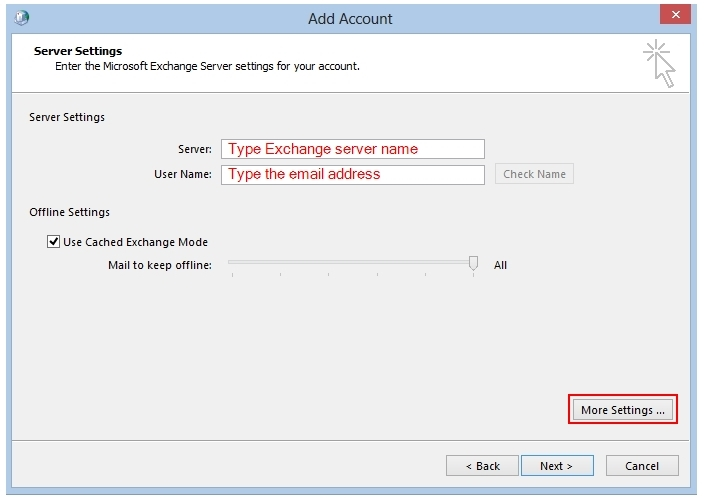 Add Account
Server Settings
Enter the Microsoft Exchange Server settings for your account.
Server Settings
Server: Type Exchange server name
User Name: Type the email address Check Name
Offline Settings
Use Cached Exchange Mode
Mail to keep offline: All
More Settings ...
< Back Next > Cancel